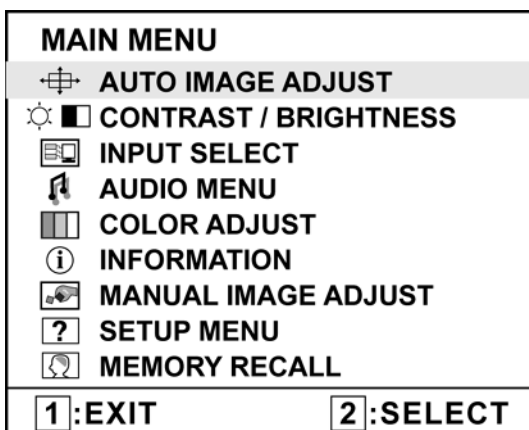 MAIN MENU
AUTO IMAGE ADJUST
CONTRAST / BRIGHTNESS
INPUT SELECT
AUDIO MENU
COLOR ADJUST
i INFORMATION
MANUAL IMAGE ADJUST
? SETUP MENU
MEMORY RECALL
1:EXIT 2:SELECT